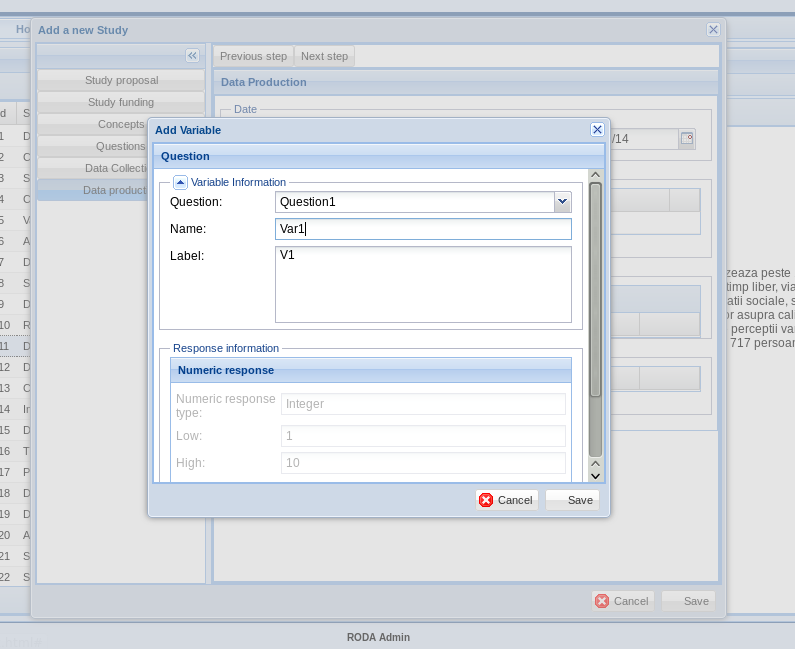 Ho
Add a new Study
Previous step
Next step
Study proposal
Data Production
Study funding
Date
d
S
Concepts
Add Variable
1
D
/14
Questions
Question
2
C
Data Collecti
3
S
Variable Information
Data product
4
C
Question:
Question1
5
V
Name:
Var1
6
A
Label:
V1
7
D
zeaza peste
8
S
timp liber, via
9
D
atii sociale, s
10
R
or asupra cali
perceptii va
11
D
Response information
717 persoar
12
D
Numeric response
13
C
Numeric response type:
Integer
14
In
15
D
Low:
1
16
T
High:
10
17
P
18
D
Cancel
Save
19
D
20
A
21
S
22
S
Cancel
Save
RODA Admin